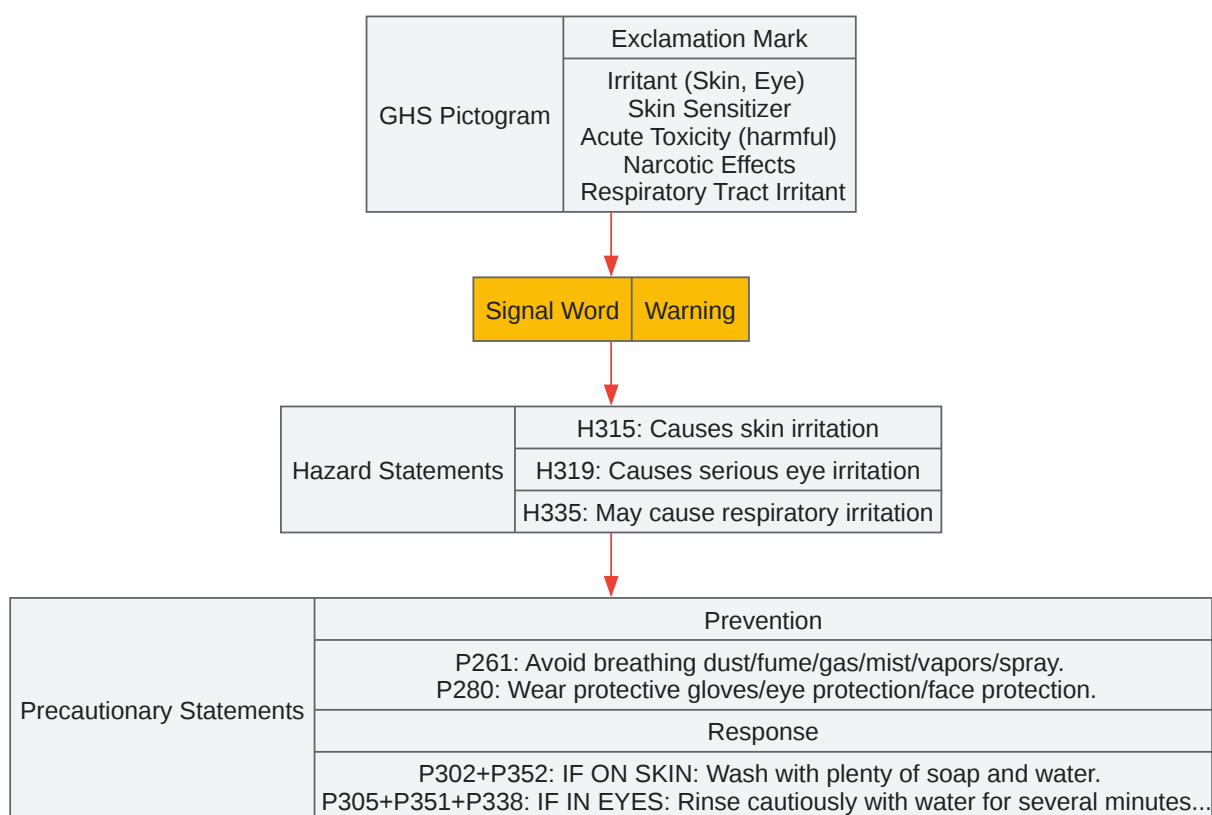 GHS Pictogram
Exclamation Mark
Irritant (Skin, Eye)
Skin Sensitizer
Acute Toxicity (harmful)
Narcotic Effects
Respiratory Tract Irritant
Signal Word
Warning
Hazard Statements
H315: Causes skin irritation
H319: Causes serious eye irritation
H335: May cause respiratory irritation
Precautionary Statements
Prevention
P261: Avoid breathing dust/fume/gas/mist/vapors/spray.
P280: Wear protective gloves/eye protection/face protection.
Response
P302+P352: IF ON SKIN: Wash with plenty of soap and water.
P305+P351+P338: IF IN EYES: Rinse cautiously with water for several minutes...